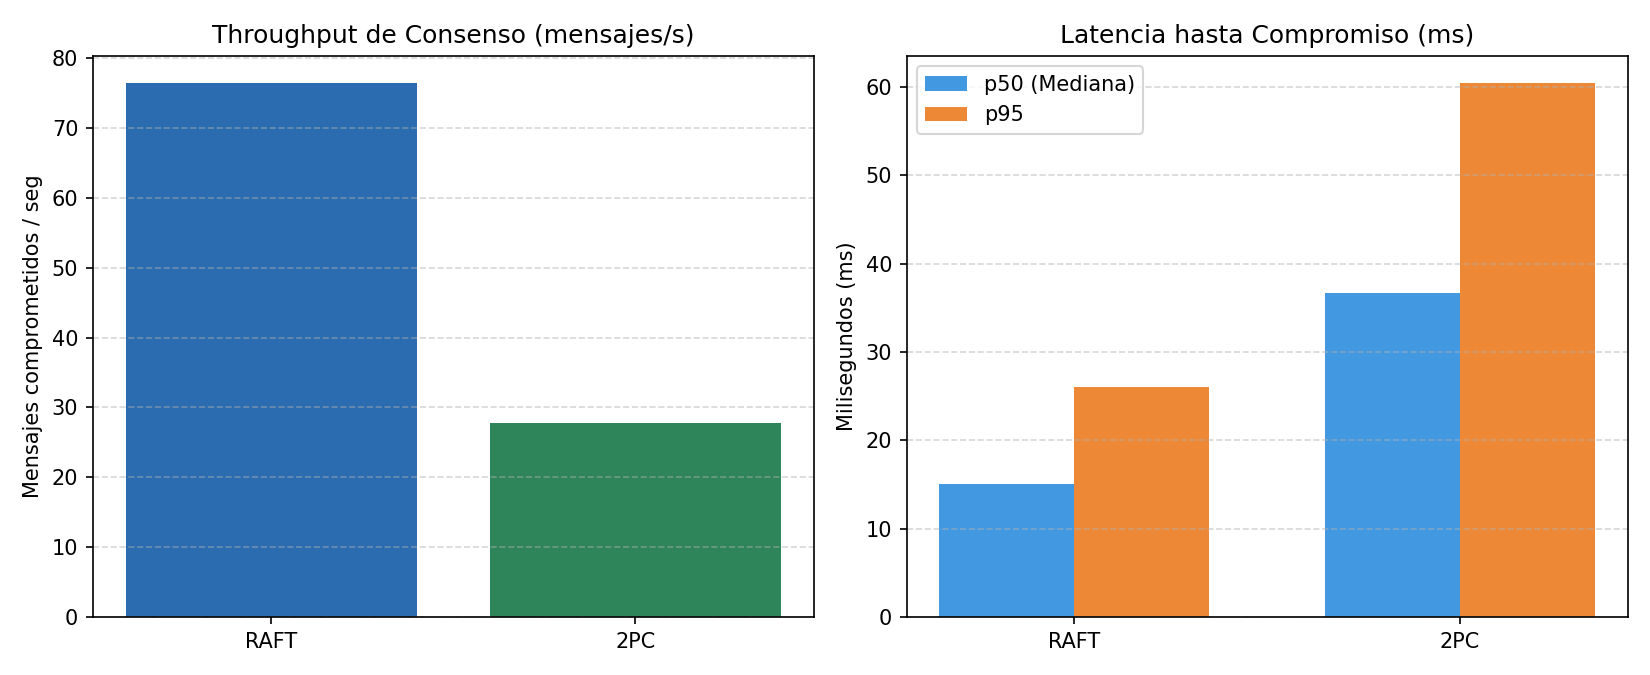 Throughput de Consenso (mensajes/s)
Mensajes comprometidos / seg
80
70
60
50
40
30
20
10
0
RAFT
2PC
Latencia hasta Compromiso (ms)
p50 (Mediana)
p95
Milisegundos (ms)
60
50
40
30
20
10
0
RAFT
2PC